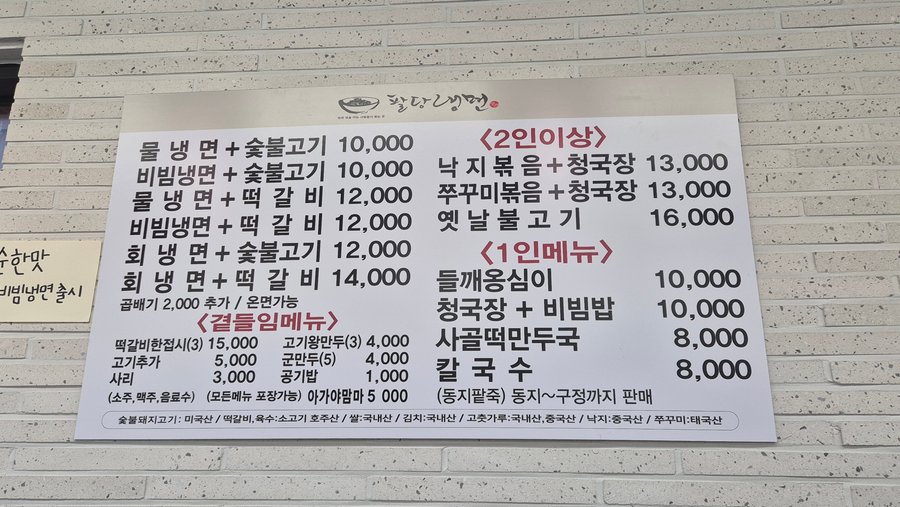 팔당냉면
물냉면+숯불고기 10,000
비빔냉면+숯불고기 10,000
물냉면+떡갈비 12,000
비빔냉면+떡갈비 12,000
회냉면+숯불고기 12,000
회냉면+떡갈비 14,000
곱배기 2,000 추가 / 온면가능
<곁들임메뉴>
떡갈비한접시(3) 15,000 고기왕만두(3) 4,000
고기추가 5,000 군만두(5) 4,000
사리 3,000 공기밥 1,000
(소주,맥주,음료수) (모든메뉴 포장가능) 아가야맘마 5 000
<2인이상>
낙지볶음+청국장 13,000
쭈꾸미볶음+청국장 13,000
옛날불고기 16,000
<1인메뉴>
들깨옹심이 10,000
청국장 + 비빔밥 10,000
사골떡만두국 8,000
칼국수 8,000
(동지팥죽) 동지~구정까지 판매
숯불돼지고기: 미국산 / 떡갈비,육수:소고기 호주산 / 쌀:국내산 / 김치:국내산 / 고춧가루:국내산,중국산 / 낙지:중국산 / 쭈꾸미:태국산
순한맛
비빔냉면 출시